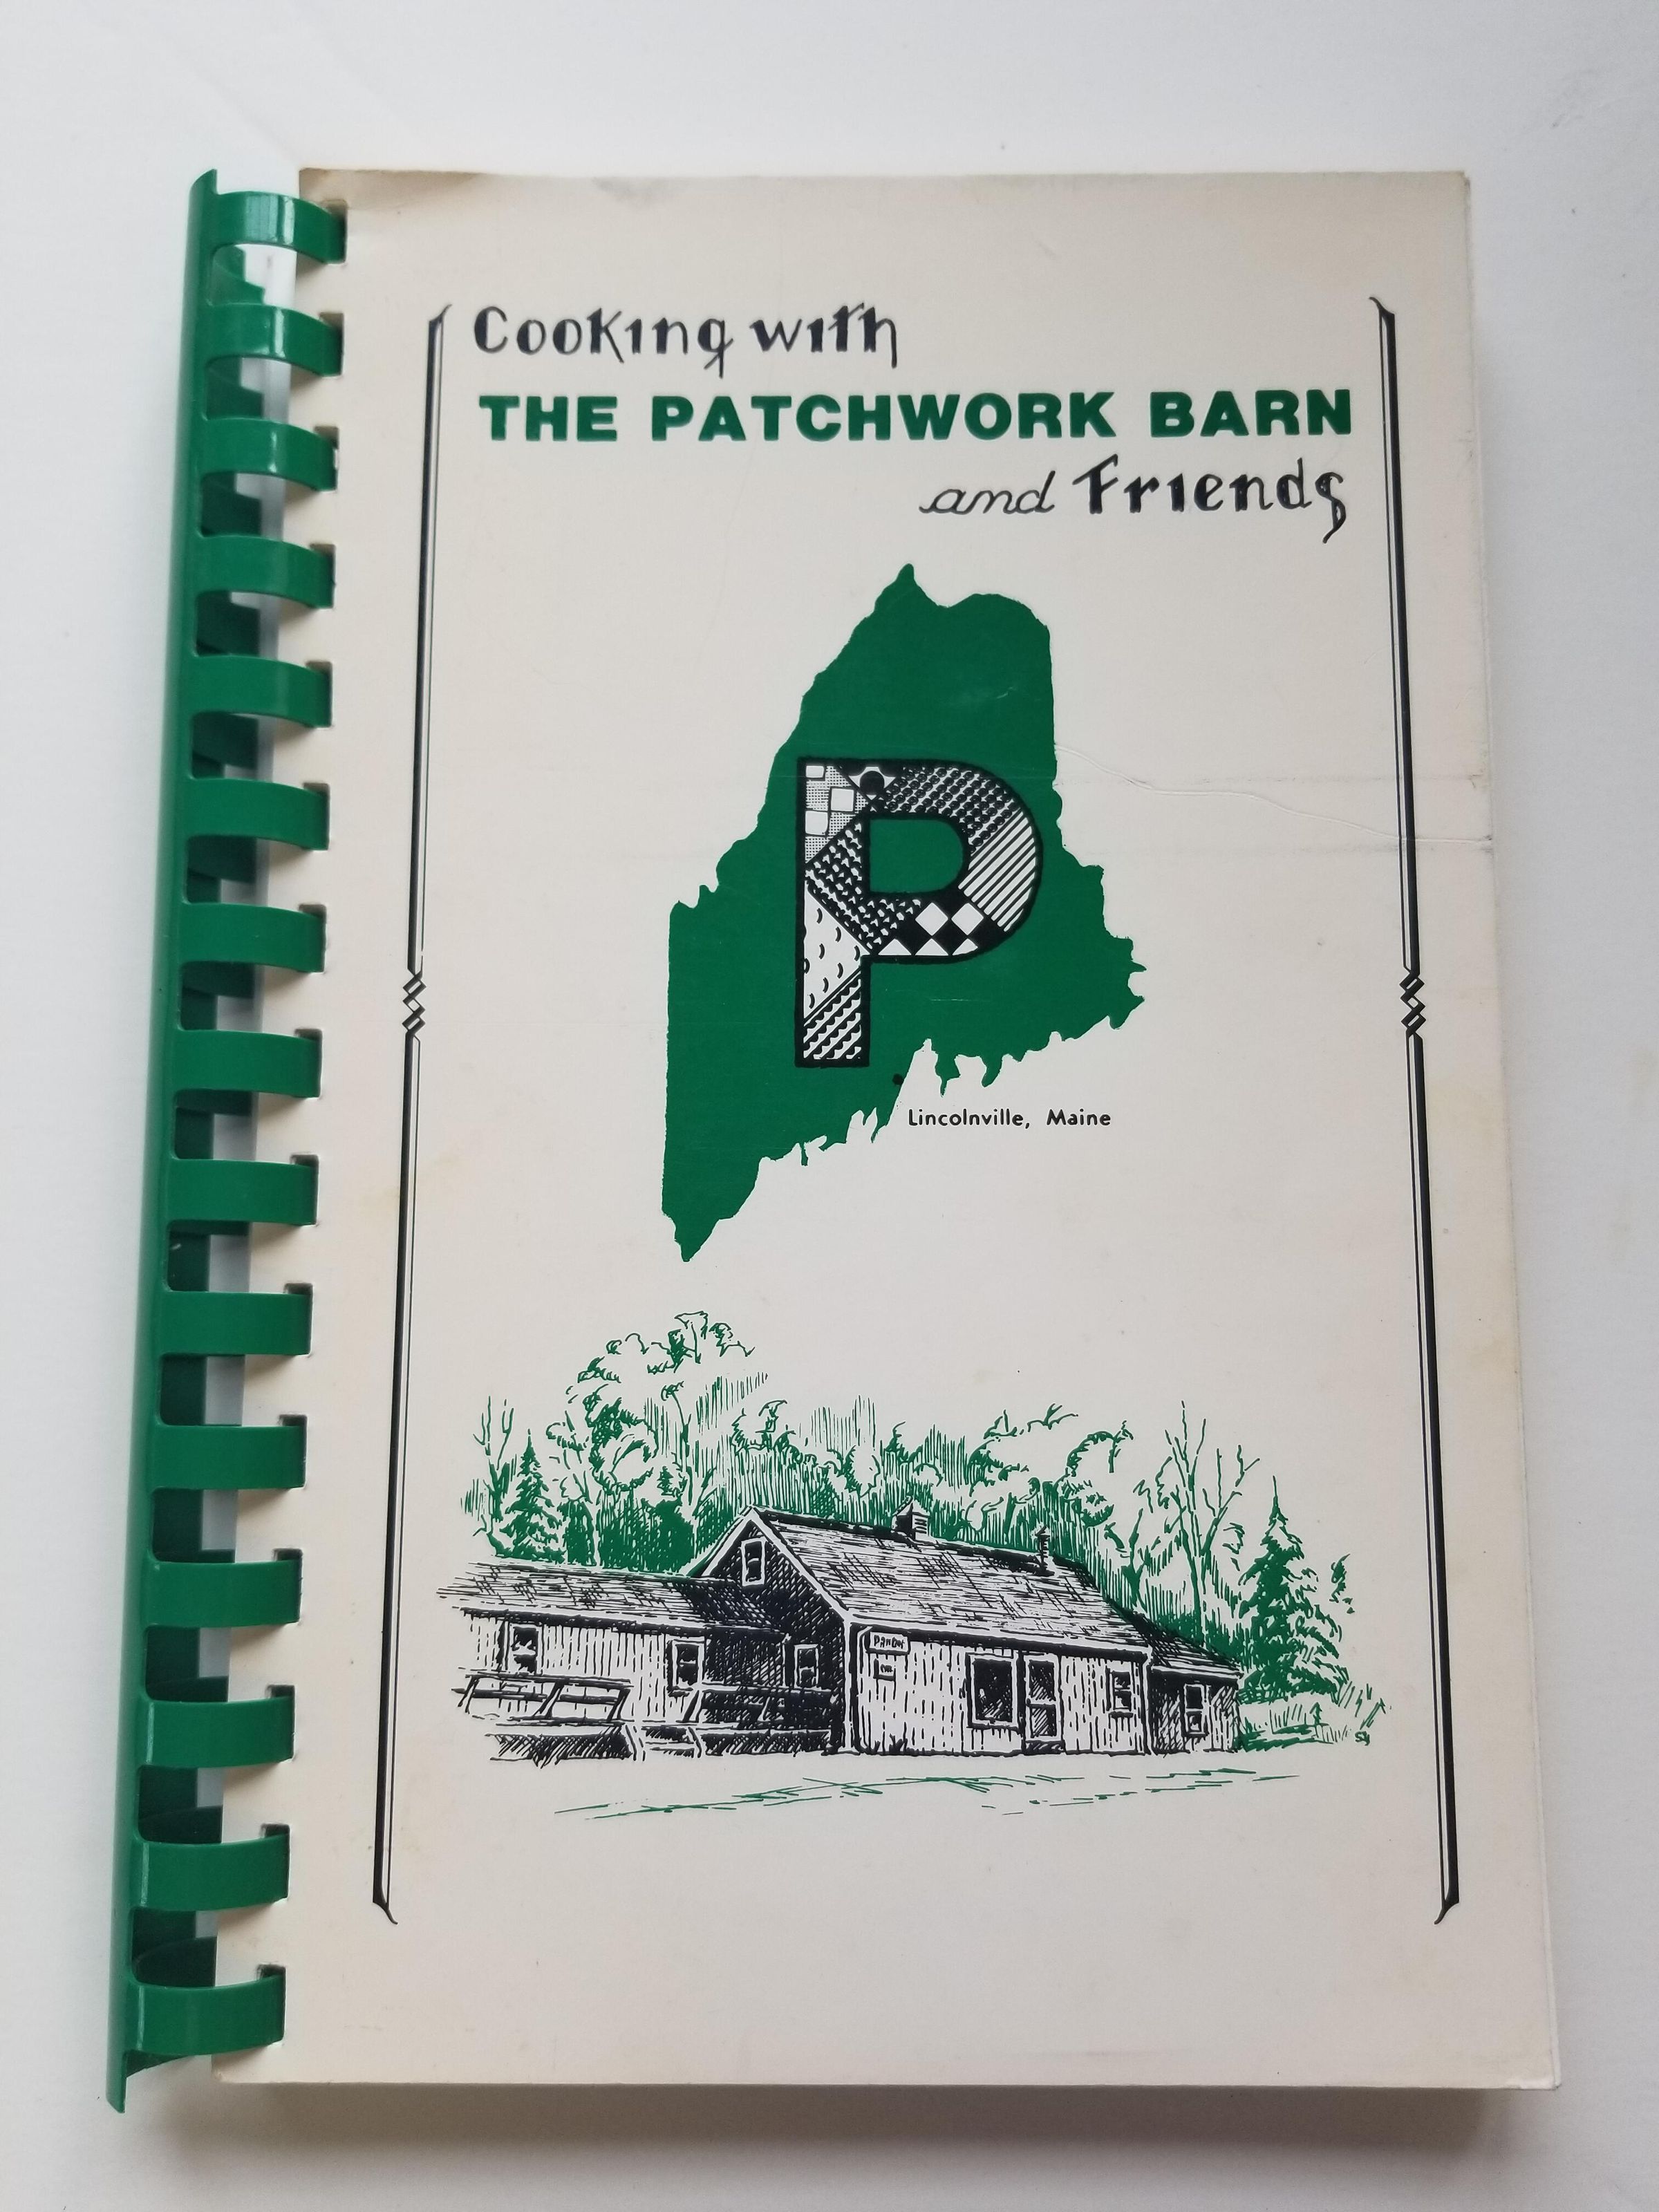 Cooking with
THE PATCHWORK BARN
and Friends
P
Lincolnville, Maine